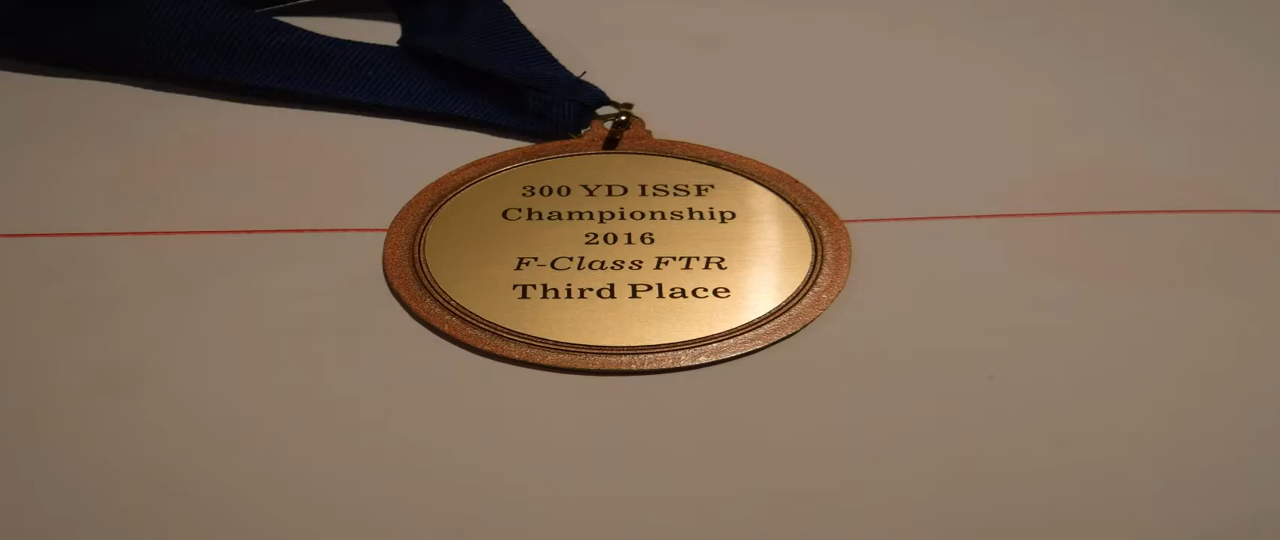 300 YD ISSF
Championship
2016
F-Class FTR
Third Place